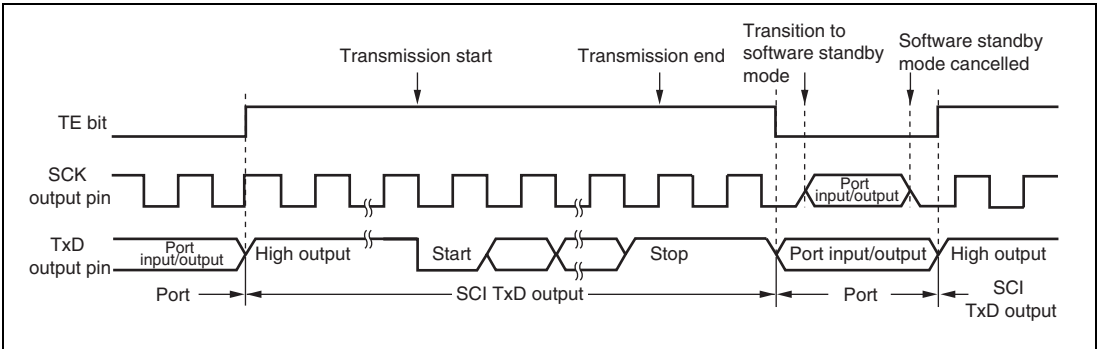 Transmission start
Transmission end
Transition to
software standby
mode
Software standby
mode cancelled
TE bit
SCK
output pin
Port
input/output
TxD
output pin
Port
input/output
High output
Start
Stop
Port input/output
High output
Port
SCI TxD output
Port
SCI
TxD output